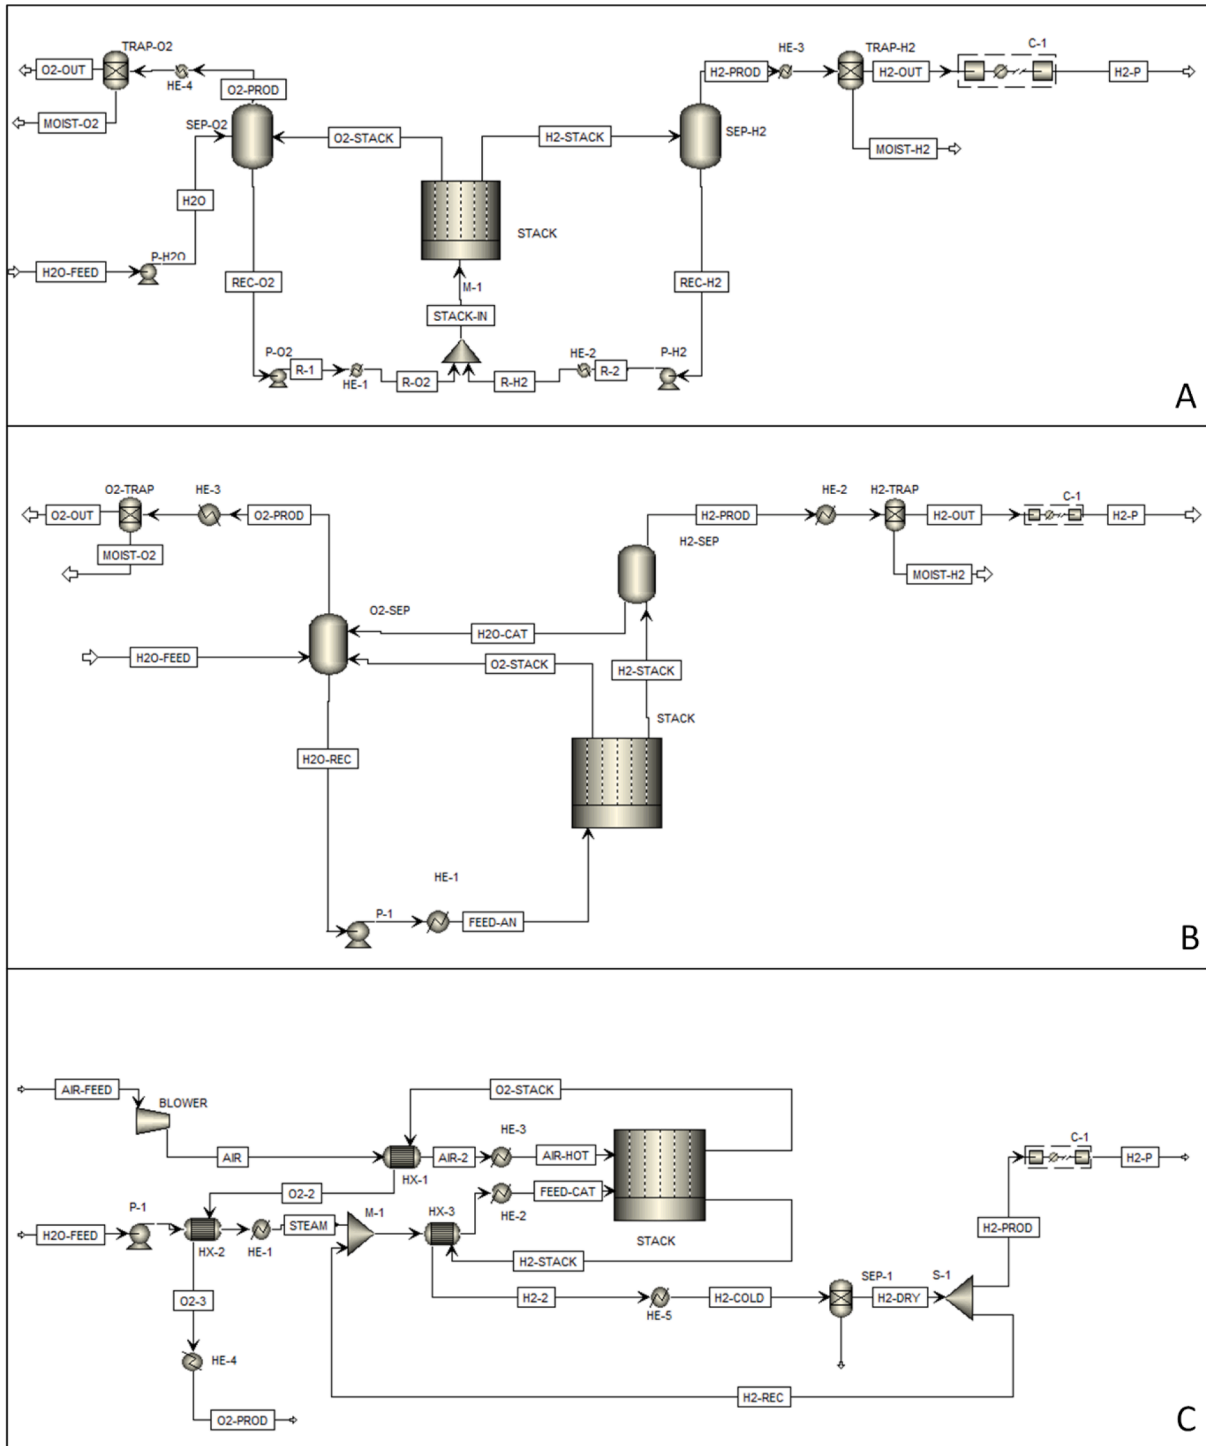 TRAP-O2
O2-OUT
HE-4
O2-PROD
MOIST-O2
SEP-O2
O2-STACK
H2O
P-H2O
H2O-FEED
REC-O2
STACK
M-1
STACK-IN
P-O2
R-1
HE-1
R-O2
R-H2
HE-2
R-2
P-H2
REC-H2
H2-STACK
SEP-H2
H2-PROD
HE-3
TRAP-H2
H2-OUT
MOIST-H2
C-1
H2-P
A
O2-TRAP
HE-3
O2-OUT
O2-PROD
MOIST-O2
O2-SEP
H2O-FEED
H2O-CAT
O2-STACK
H2O-REC
P-1
HE-1
FEED-AN
STACK
H2-STACK
H2-SEP
H2-PROD
HE-2
H2-TRAP
H2-OUT
MOIST-H2
C-1
H2-P
B
AIR-FEED
BLOWER
AIR
O2-STACK
HX-1
AIR-2
HE-3
AIR-HOT
O2-2
P-1
H2O-FEED
HX-2
HE-1
STEAM
M-1
HX-3
HE-2
FEED-CAT
STACK
H2-STACK
O2-3
HE-4
O2-PROD
H2-2
HE-5
H2-COLD
SEP-1
H2-DRY
S-1
H2-PROD
C-1
H2-P
H2-REC
C